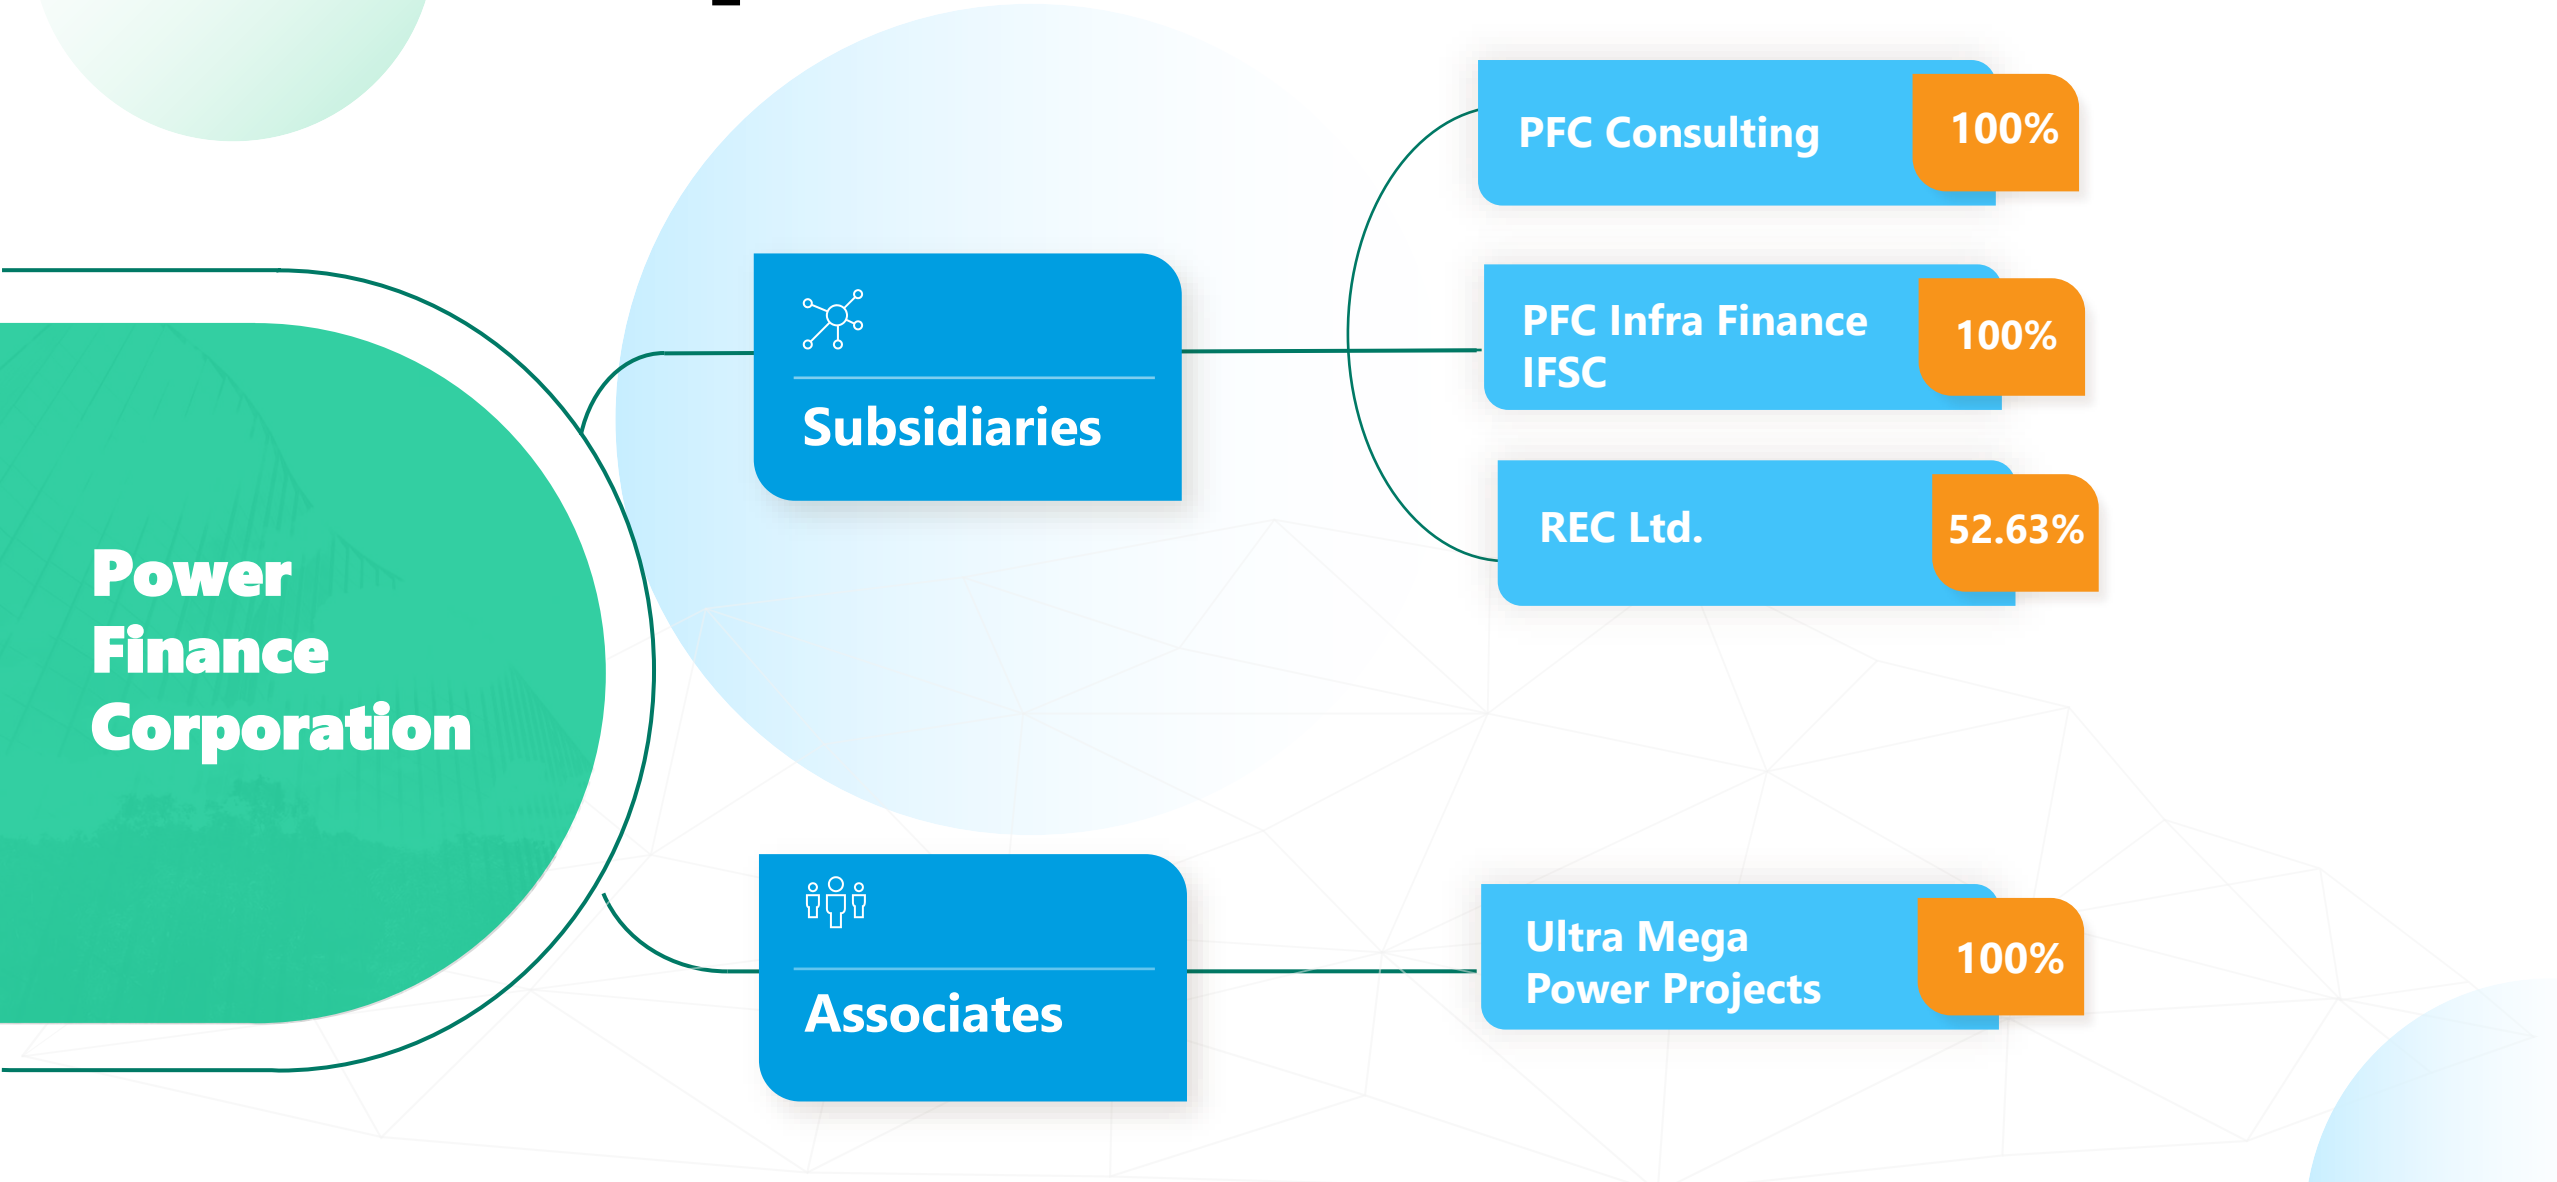 Power
Finance
Corporation
Subsidiaries
PFC Consulting
100%
PFC Infra Finance
IFSC
100%
REC Ltd.
52.63%
Associates
Ultra Mega
Power Projects
100%